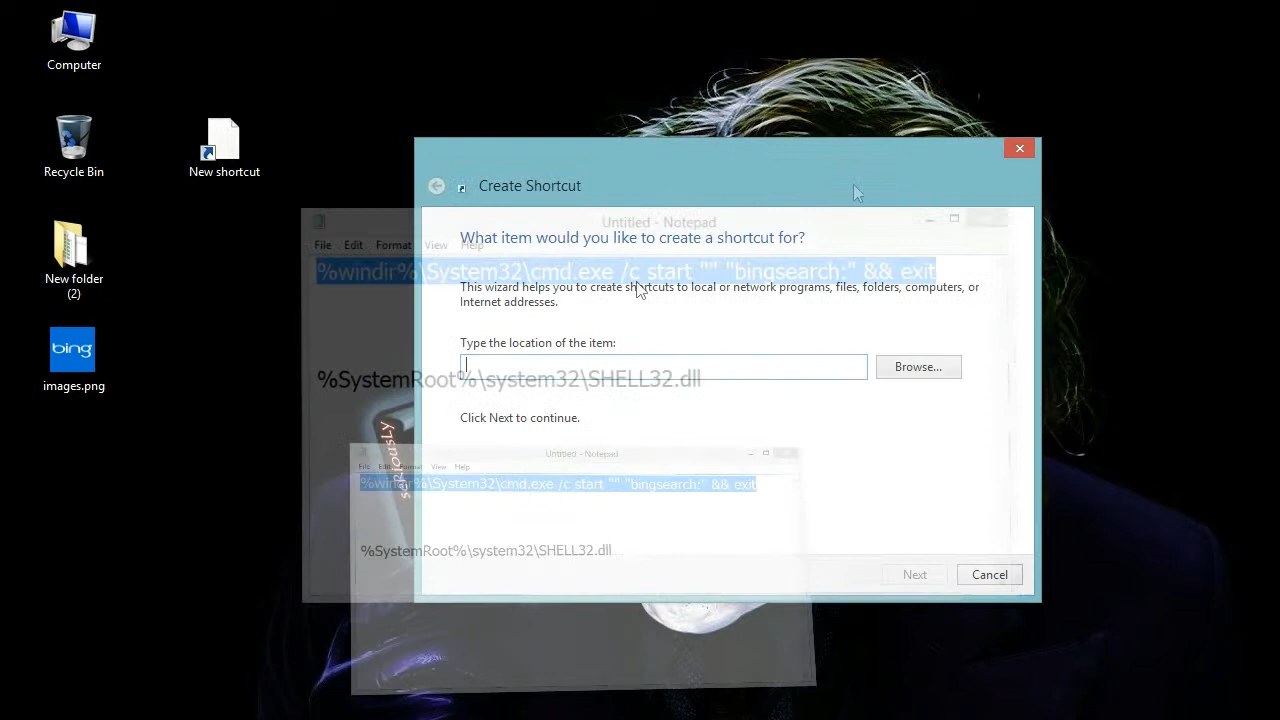 Computer
Recycle Bin
New shortcut
New folder
(2)
bing
images.png
Create Shortcut
What item would you like to create a shortcut for?
This wizard helps you to create shortcuts to local or network programs, files, folders, computers, or
Internet addresses.
Type the location of the item:
Browse...
Click Next to continue.
Next
Cancel
Untitled - Notepad
File Edit Format View Help
%windir%\System32\cmd.exe /c start "" "bingsearch:" && exit
%SystemRoot%\system32\SHELL32.dll
Untitled - Notepad
File Edit Format View Help
%windir%\System32\cmd.exe /c start "" "bingsearch:" && exit
%SystemRoot%\system32\SHELL32.dll
seRiousLy